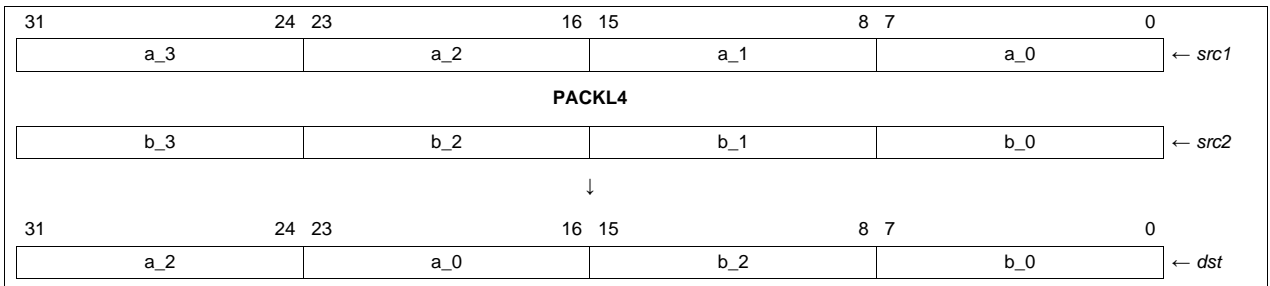 31 24 23 16 15 8 7 0
a_3 a_2 a_1 a_0 ← src1
PACKL4
b_3 b_2 b_1 b_0 ← src2
↓
31 24 23 16 15 8 7 0
a_2 a_0 b_2 b_0 ← dst